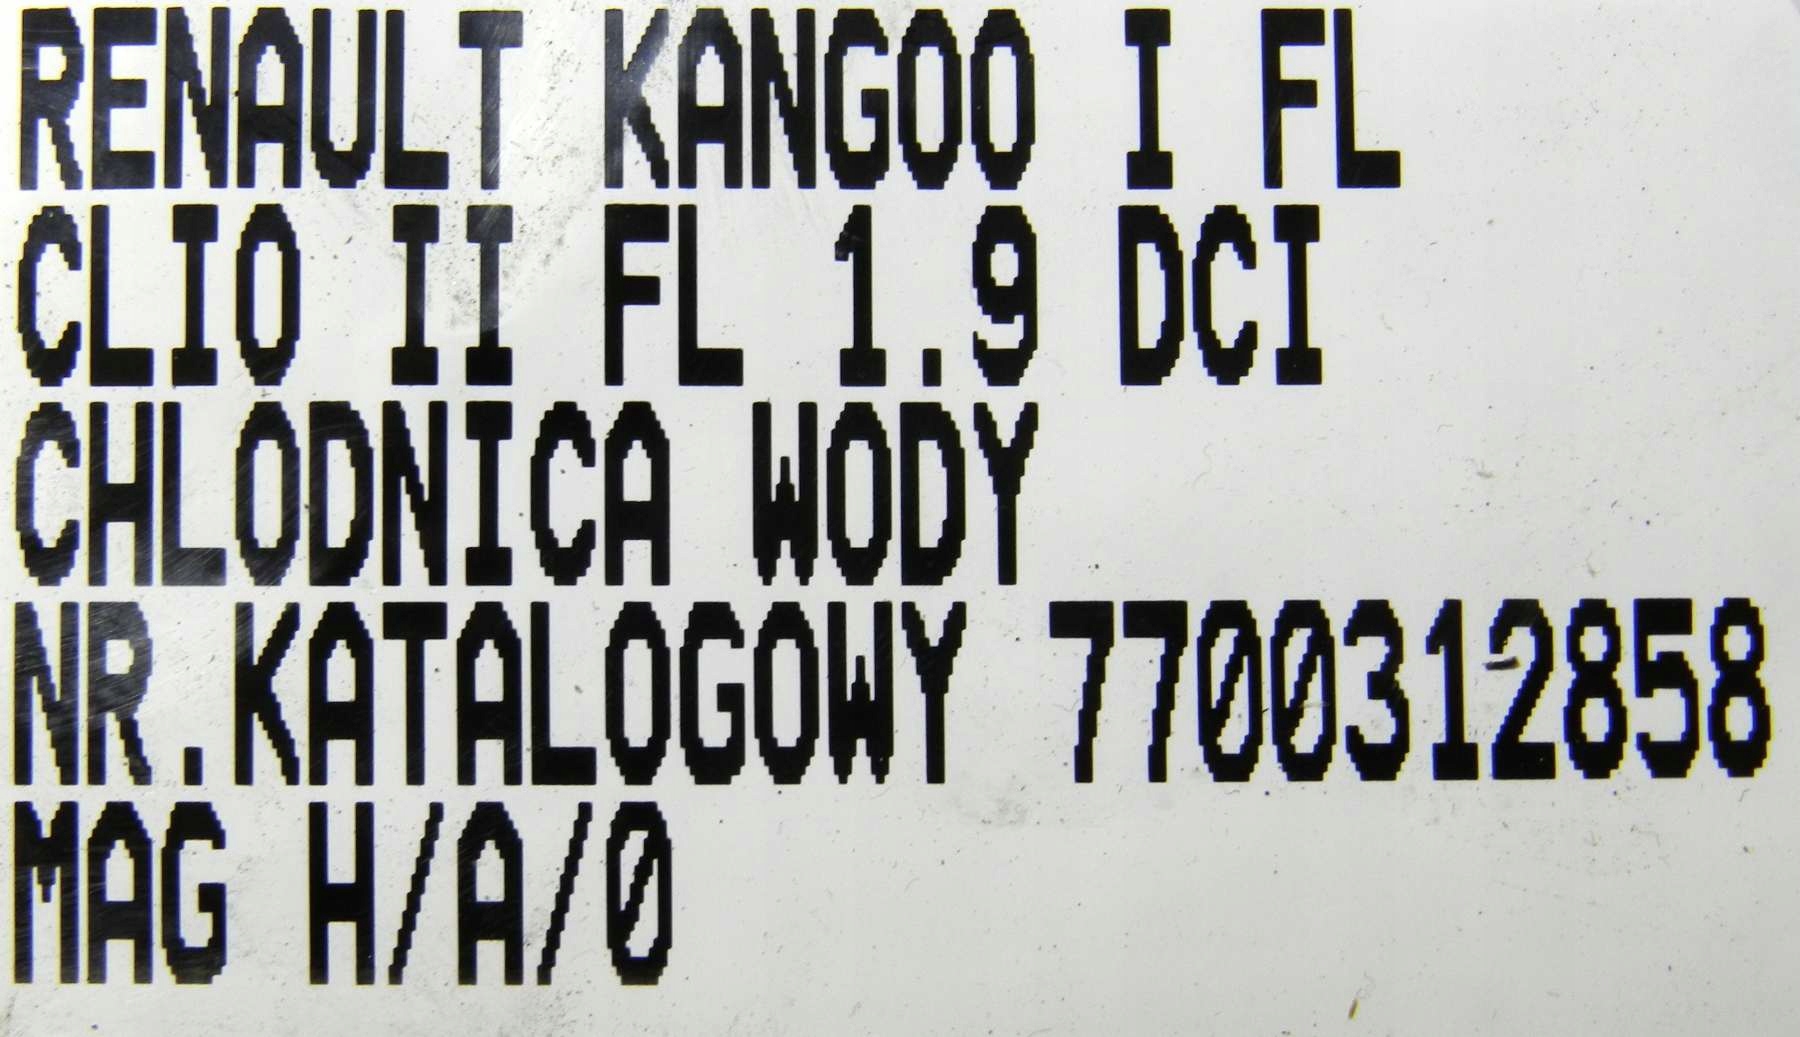 RENAULT KANGOO I FL
CLIO II FL 1.9 DCI
CHLODNICA WODY
NR.KATALOGOWY 7700312858
MAG H/A/0